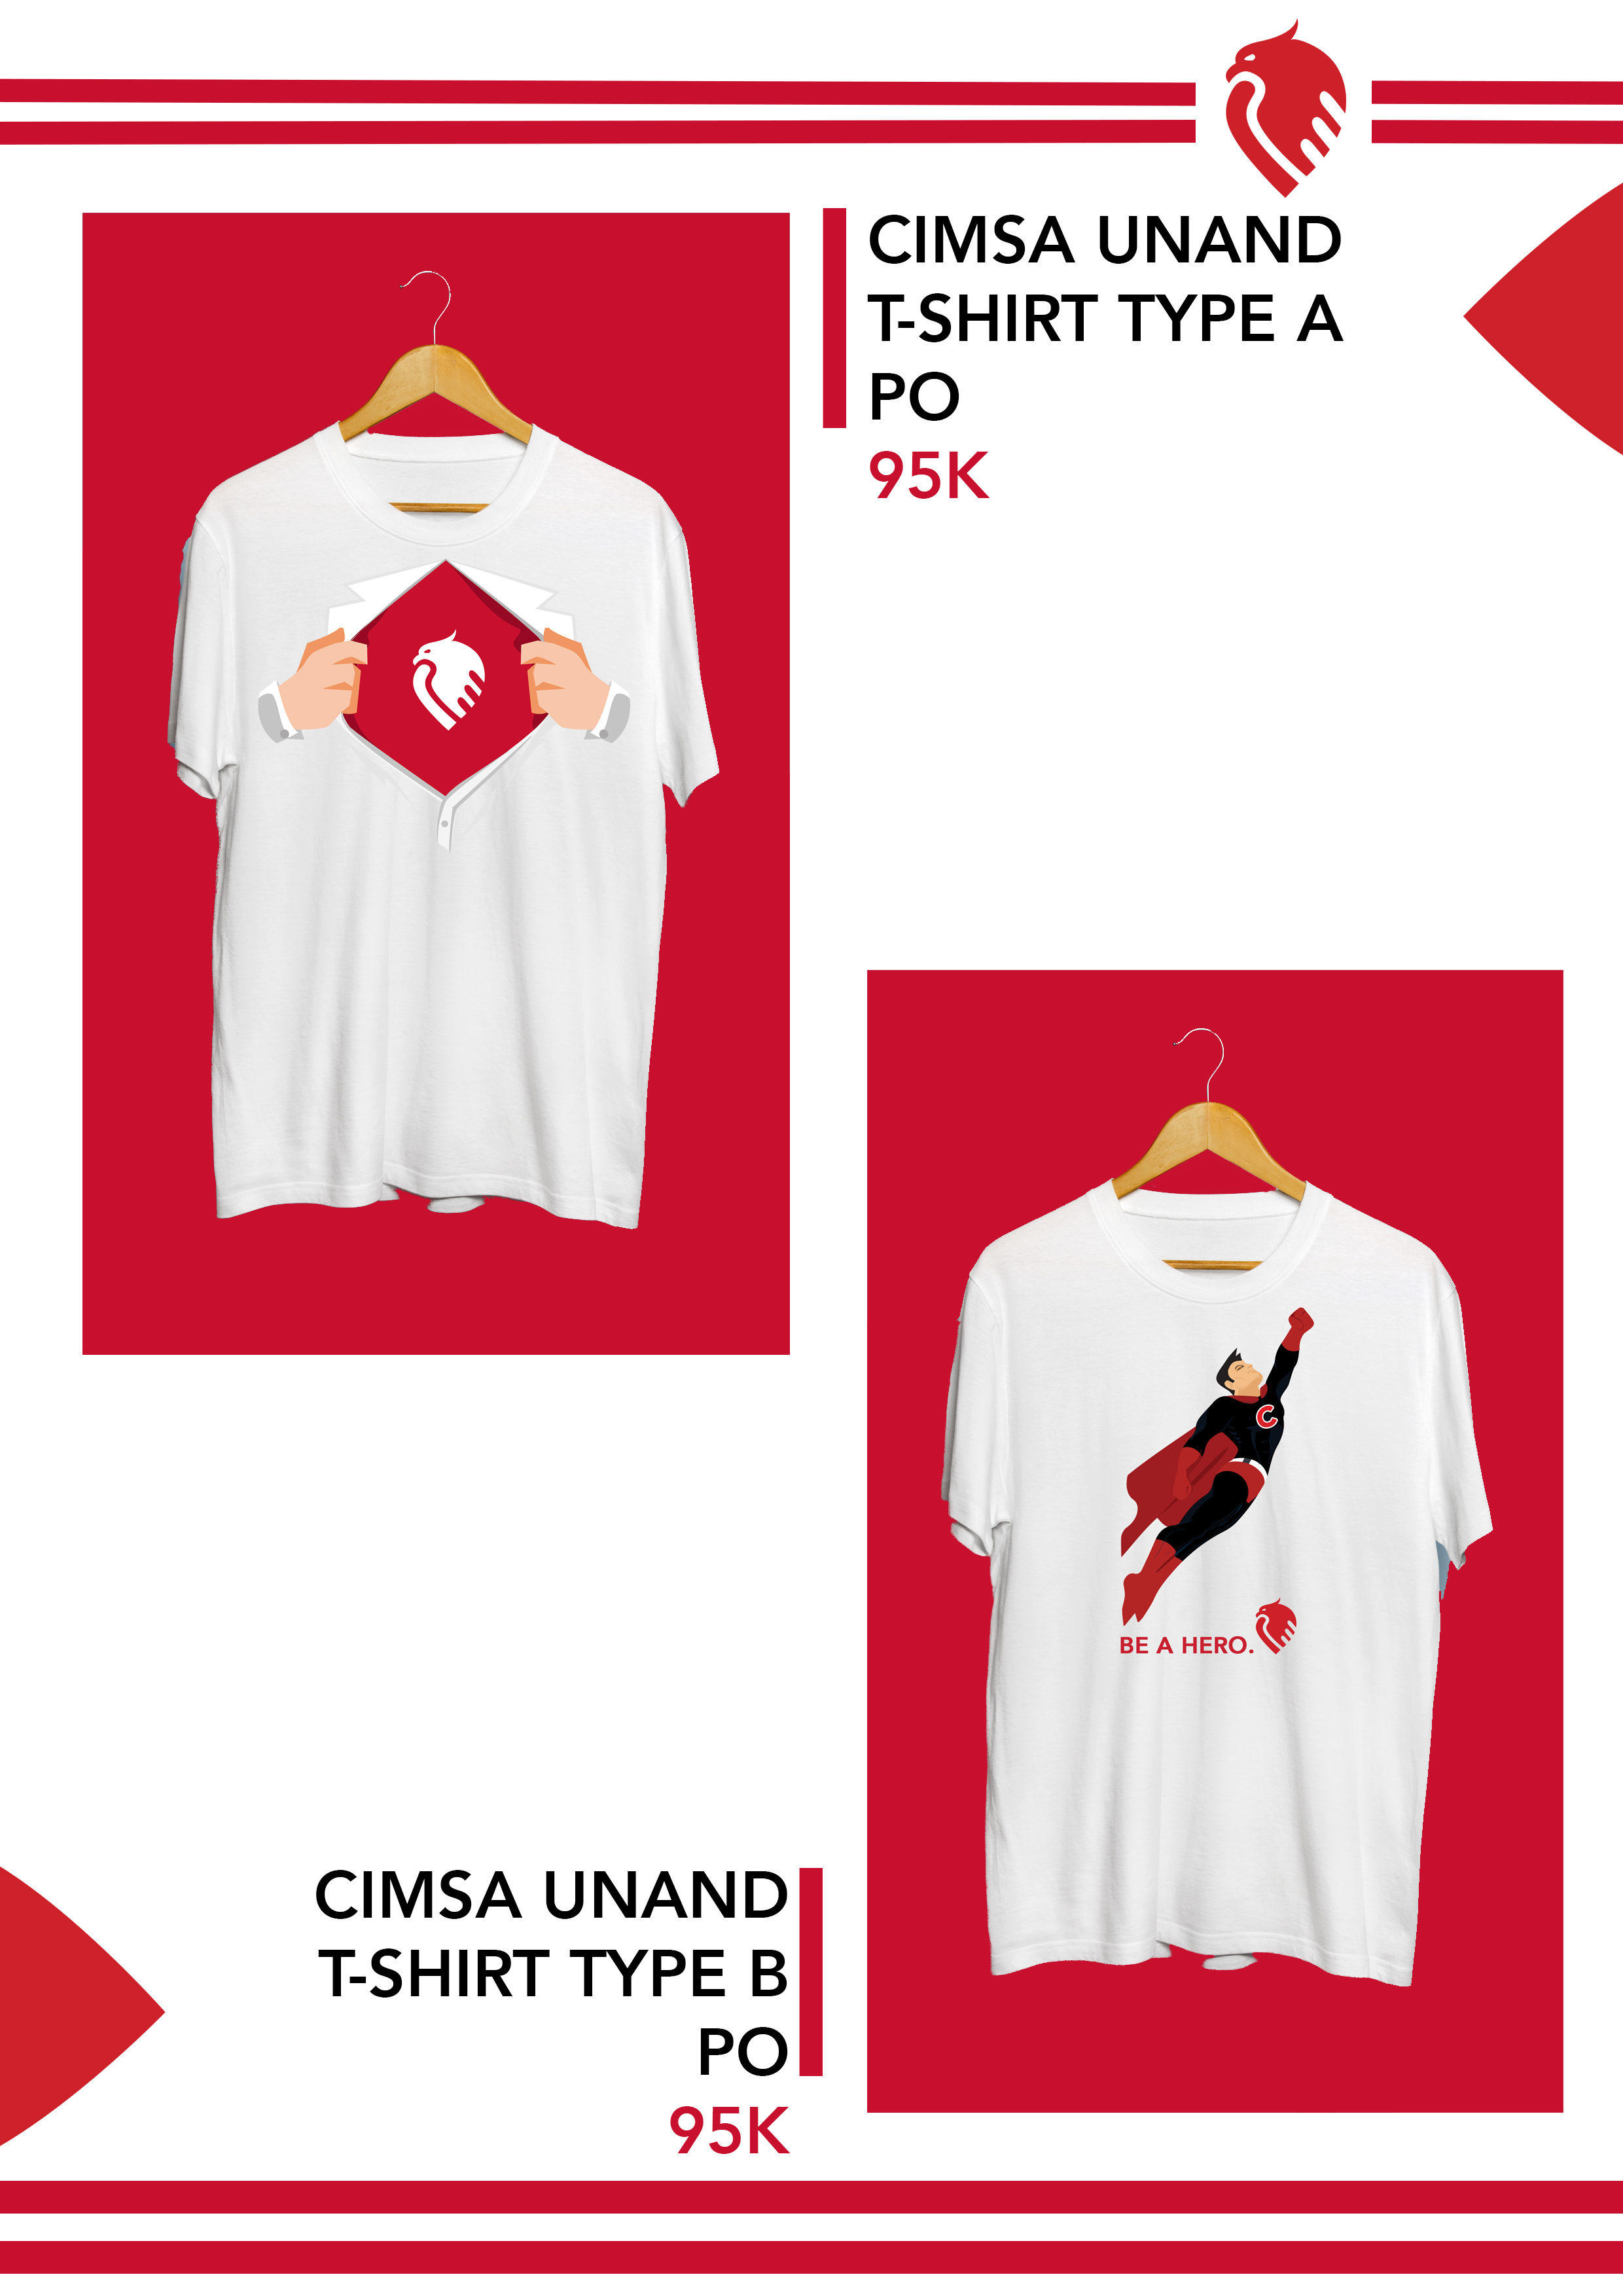 CIMSA UNAND
T-SHIRT TYPE A
PO
95K
C
BE A HERO.
CIMSA UNAND
T-SHIRT TYPE B
PO
95K